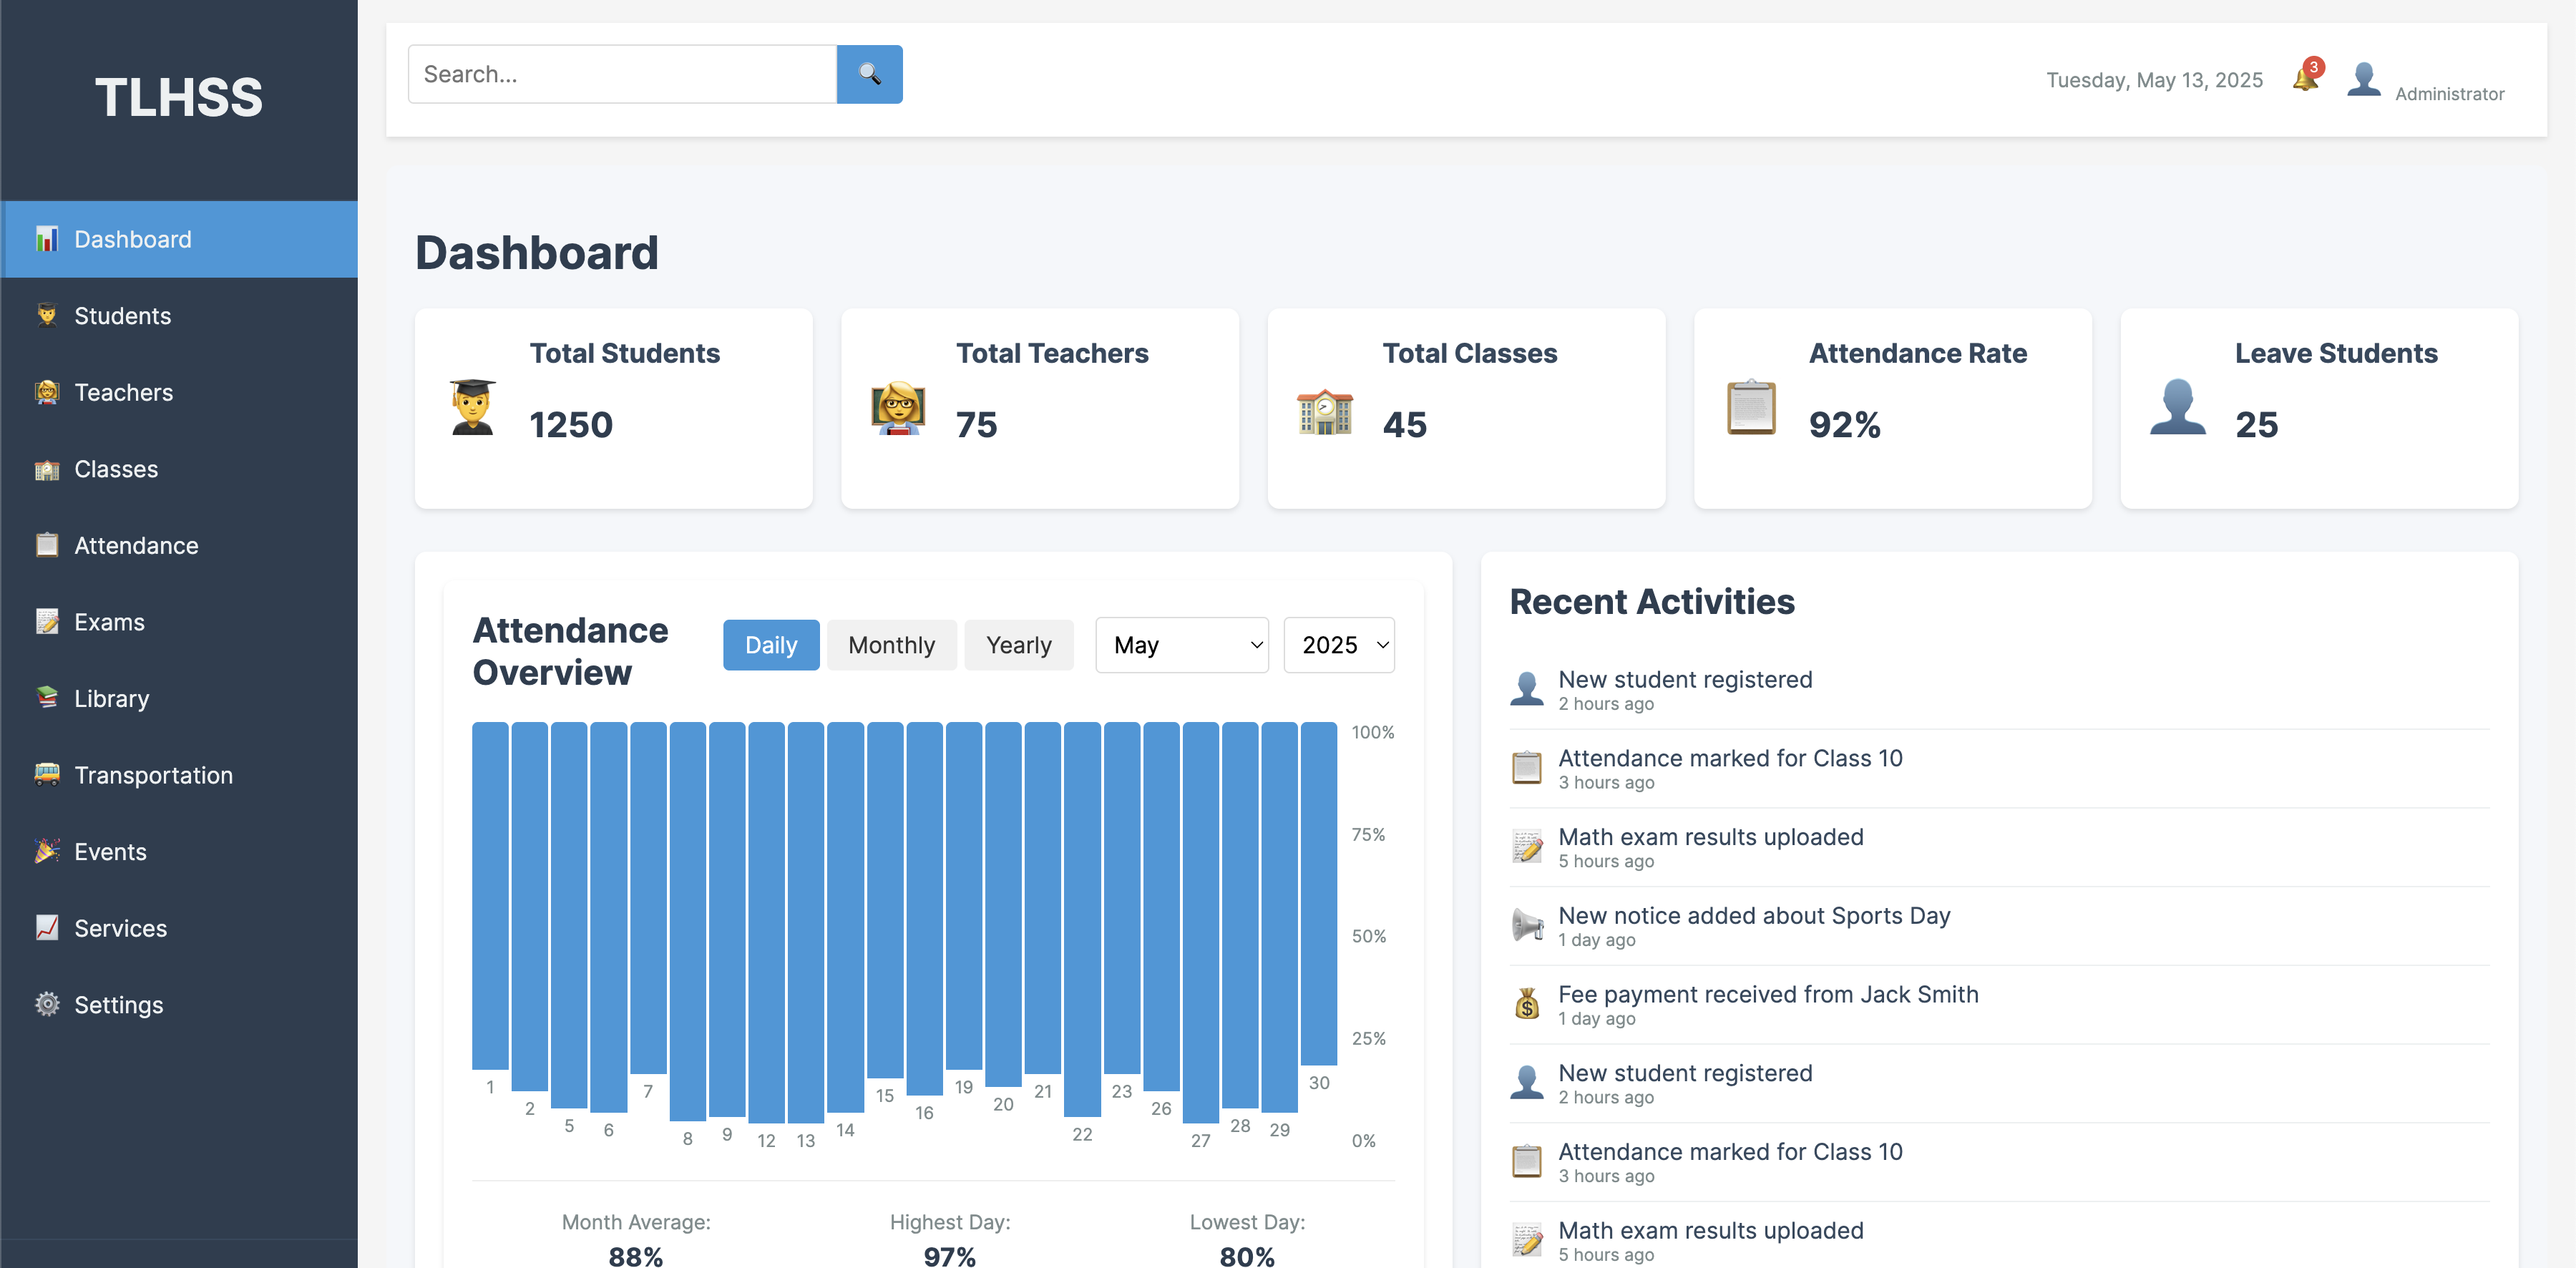 TLHSS
Dashboard
Students
Teachers
Classes
Attendance
Exams
Library
Transportation
Events
Services
Settings
Search...
Tuesday, May 13, 2025
3
Administrator
Dashboard
Total Students
1250
Total Teachers
75
Total Classes
45
Attendance Rate
92%
Leave Students
25
Attendance
Overview
Daily Monthly Yearly May 2025
100%
75%
50%
25%
0%
1 2 5 6 7 8 9 12 13 14 15 16 19 20 21 22 23 26 27 28 29 30
Month Average:
88%
Highest Day:
97%
Lowest Day:
80%
Recent Activities
New student registered
2 hours ago
Attendance marked for Class 10
3 hours ago
Math exam results uploaded
5 hours ago
New notice added about Sports Day
1 day ago
Fee payment received from Jack Smith
1 day ago
New student registered
2 hours ago
Attendance marked for Class 10
3 hours ago
Math exam results uploaded
5 hours ago